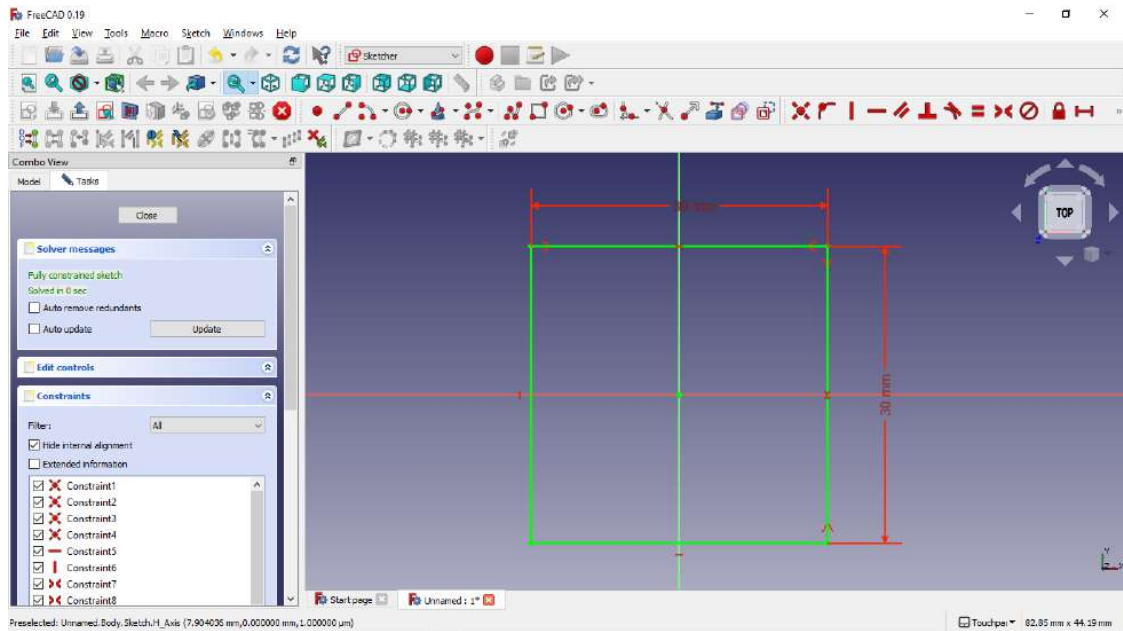 FreeCAD 0.19
File Edit View Tools Macro Sketch Windows Help
Sketcher
Combo View
Model Tasks
Close
Solver messages
Fully constrained sketch
Solved in 0 sec
Auto remove redundants
Auto update Update
Edit controls
Constraints
Filter: All
Hide internal alignment
Extended information
Constraint1
Constraint2
Constraint3
Constraint4
Constraint5
Constraint6
Constraint7
Constraint8
mm
30 mm
TOP
Y
Z
Start page Unnamed : 1*
Preselected: Unnamed.Body.Sketch.H_Axis (7.904036 mm,0.000000 mm,1.000000 µm) Touchpad 82.85 mm x 44.19 mm